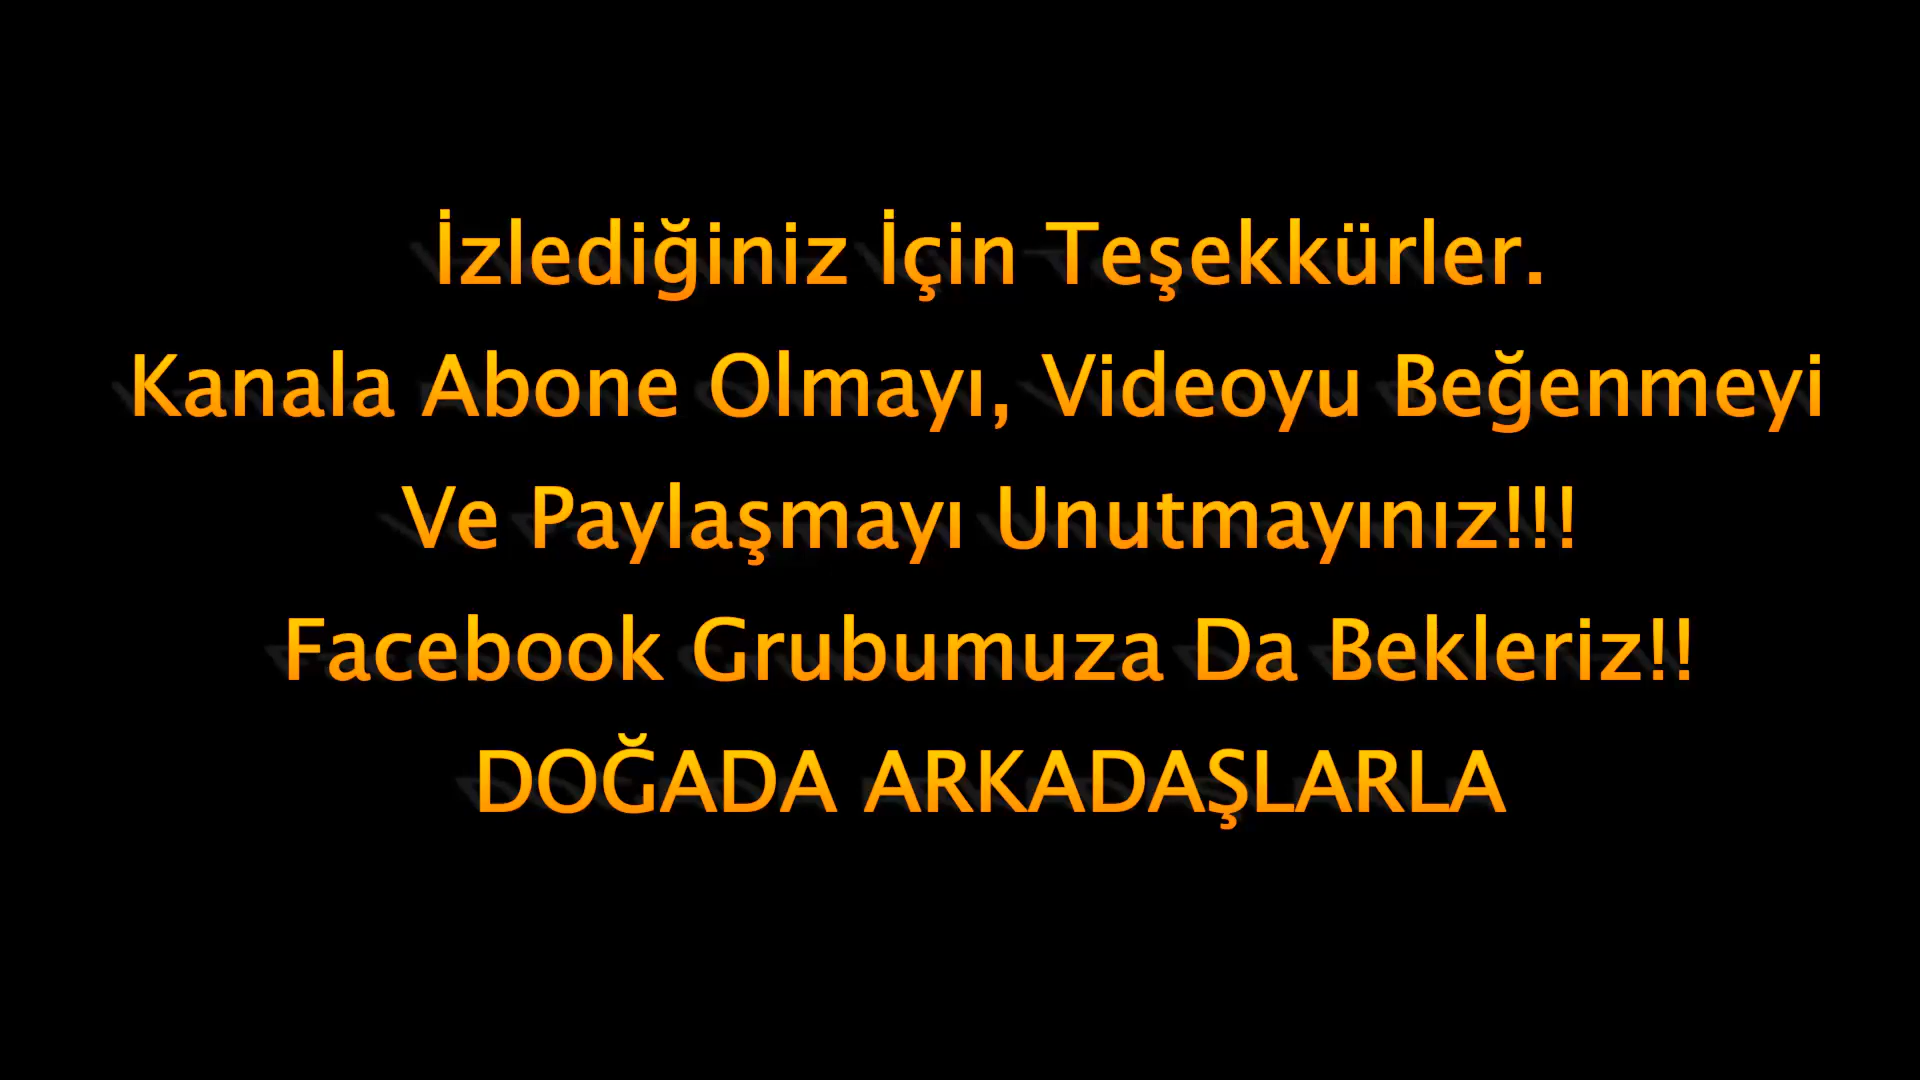 İzlediğiniz İçin Teşekkürler.
Kanala Abone Olmayı, Videoyu Beğenmeyi
Ve Paylaşmayı Unutmayınız!!!
Facebook Grubumuza Da Bekleriz!!
DOĞADA ARKADAŞLARLA